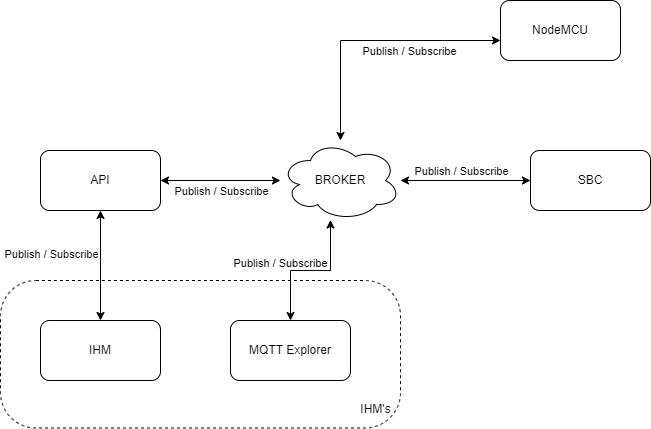 NodeMCU
Publish / Subscribe
API
Publish / Subscribe
BROKER
Publish / Subscribe
SBC
Publish / Subscribe
Publish / Subscribe
IHM
MQTT Explorer
IHM's